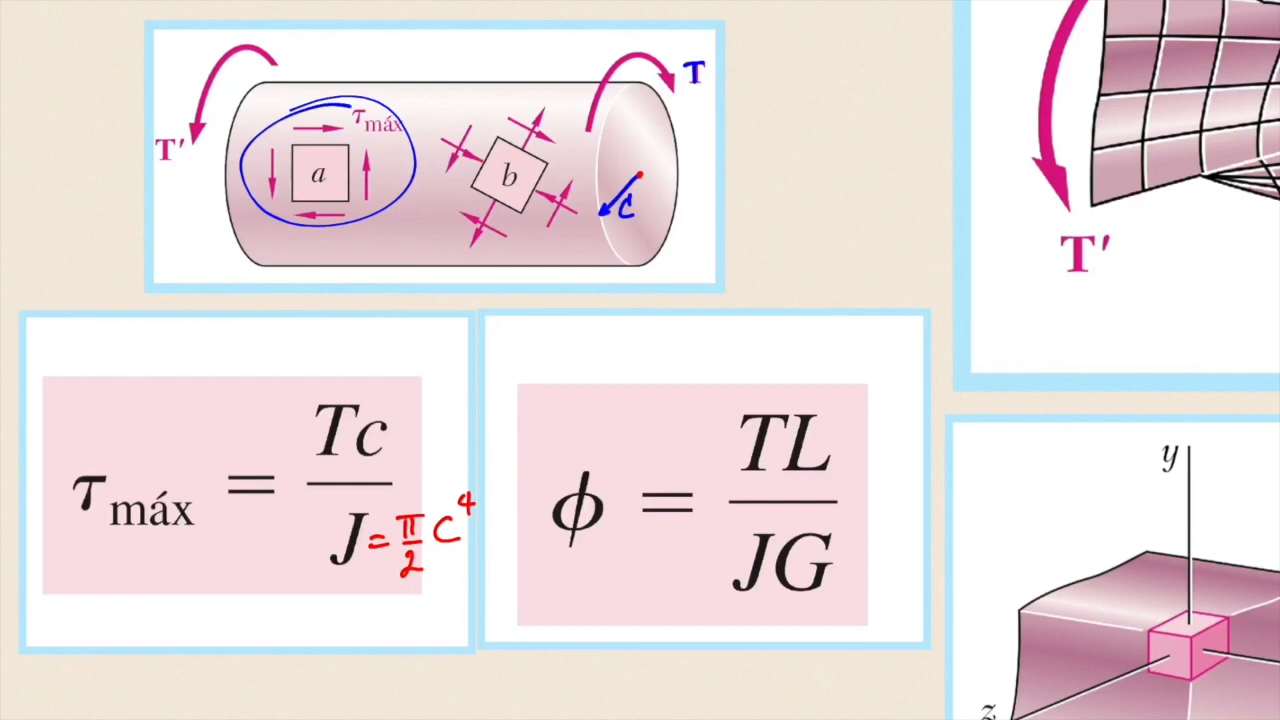 T
T′
τmáx
a
b
C
T′
τmáx = Tc / J = π/2 C⁴
ϕ = TL / JG
y
z